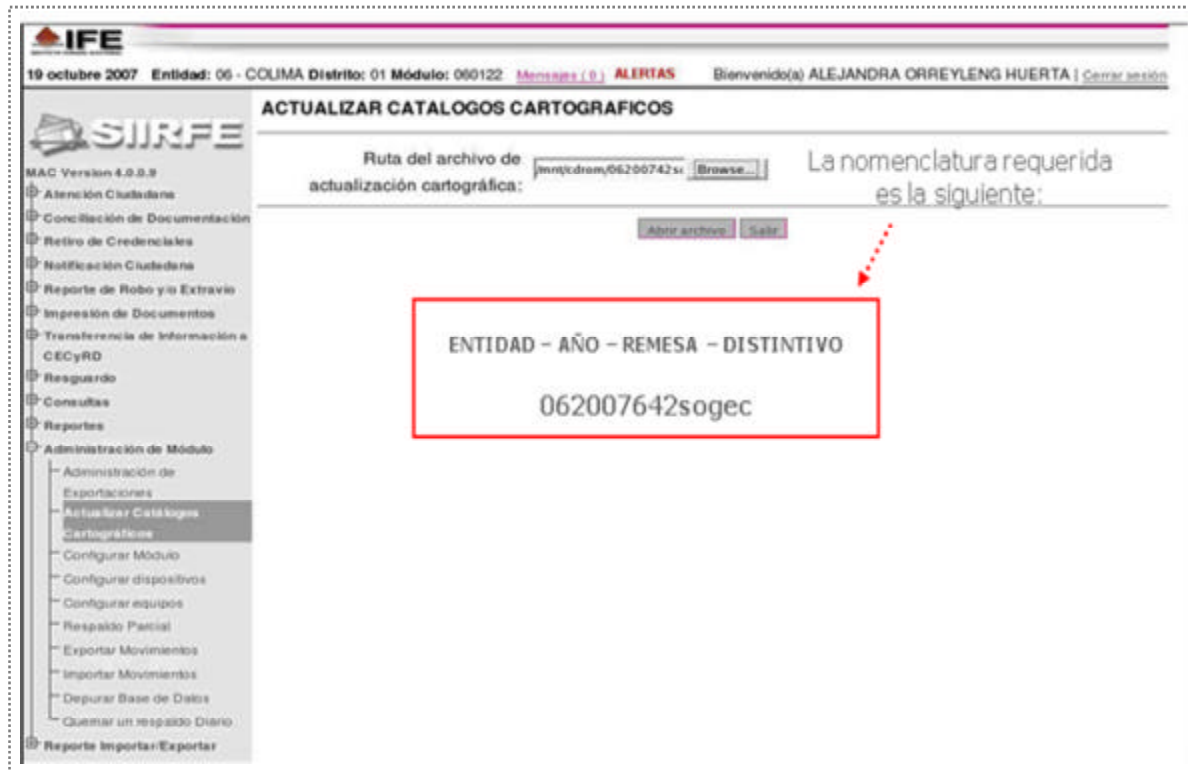 IFE
19 octubre 2007 Entidad: 06 - COLIMA Distrito: 01 Módulo: 060122 Mensajes ( 0 ) ALERTAS Bienvenido(a) ALEJANDRA ORREYLENG HUERTA | Cerrar sesión
SIIRFE
MAC Version 4.0.0.9
Atención Ciudadana
Conciliación de Documentación
Retiro de Credenciales
Notificación Ciudadana
Reporte de Robo y/o Extravío
Impresión de Documentos
Transferencia de Información a
CECyRD
Resguardo
Consultas
Reportes
Administración de Módulo
Administración de
Exportaciones
Actualizar Catálogos
Cartográficos
Configurar Módulo
Configurar dispositivos
Configurar equipos
Respaldo Parcial
Exportar Movimientos
Importar Movimientos
Depurar Base de Datos
Quemar un respaldo Diario
Reporte Importar/Exportar
ACTUALIZAR CATALOGOS CARTOGRAFICOS
Ruta del archivo de
actualización cartográfica:
/mnt/cdrom/06200742s
Browse...
Abrir archivo Salir
La nomenclatura requerida
es la siguiente:
ENTIDAD – AÑO – REMESA – DISTINTIVO
062007642sogec